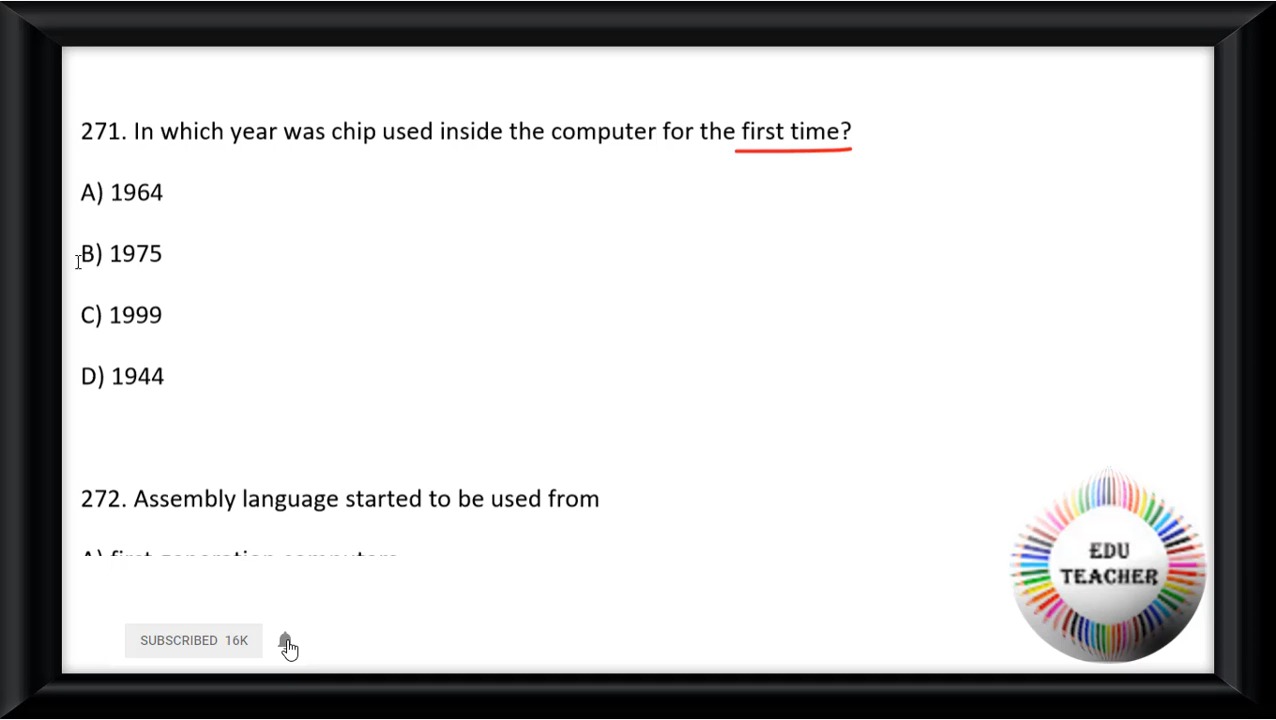 271. In which year was chip used inside the computer for the first time?
A) 1964
B) 1975
C) 1999
D) 1944
272. Assembly language started to be used from
A) first generation computers
EDU
TEACHER
SUBSCRIBED 16K